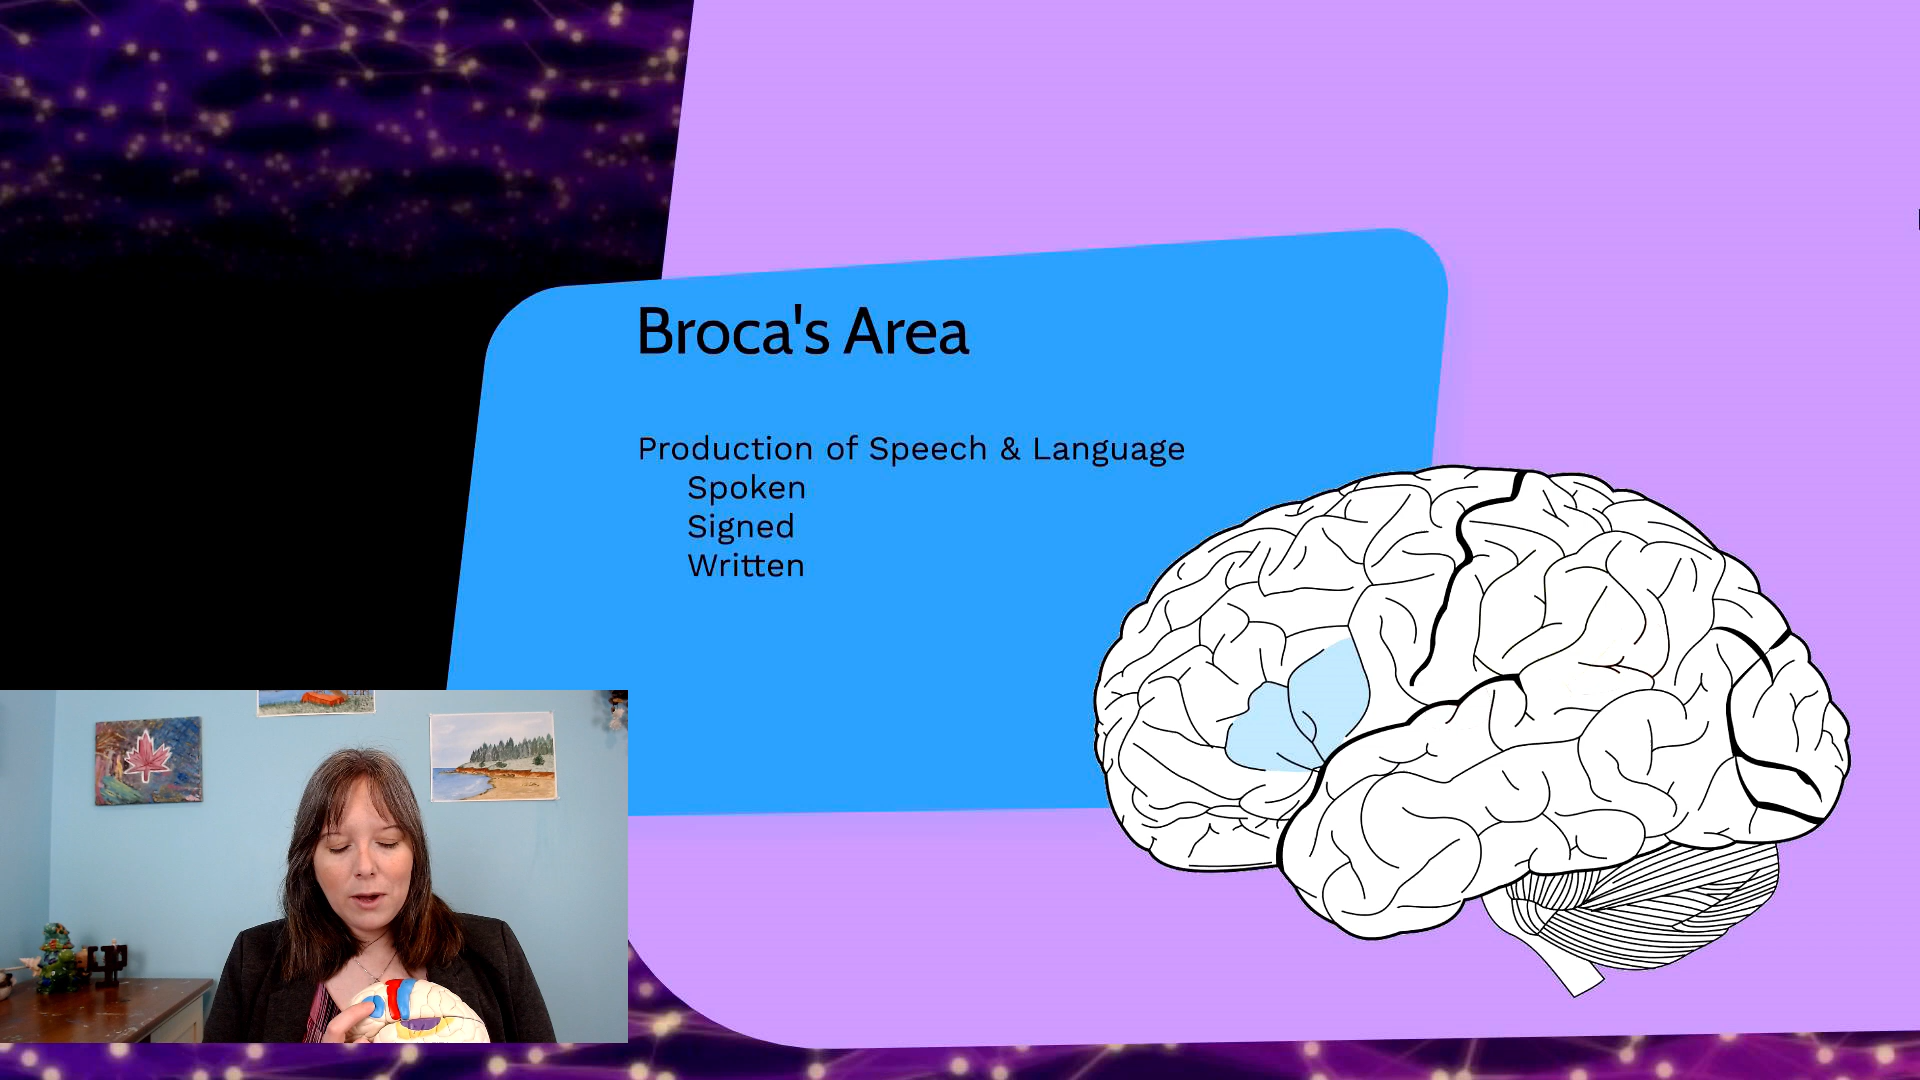 Broca's Area
Production of Speech & Language
Spoken
Signed
Written